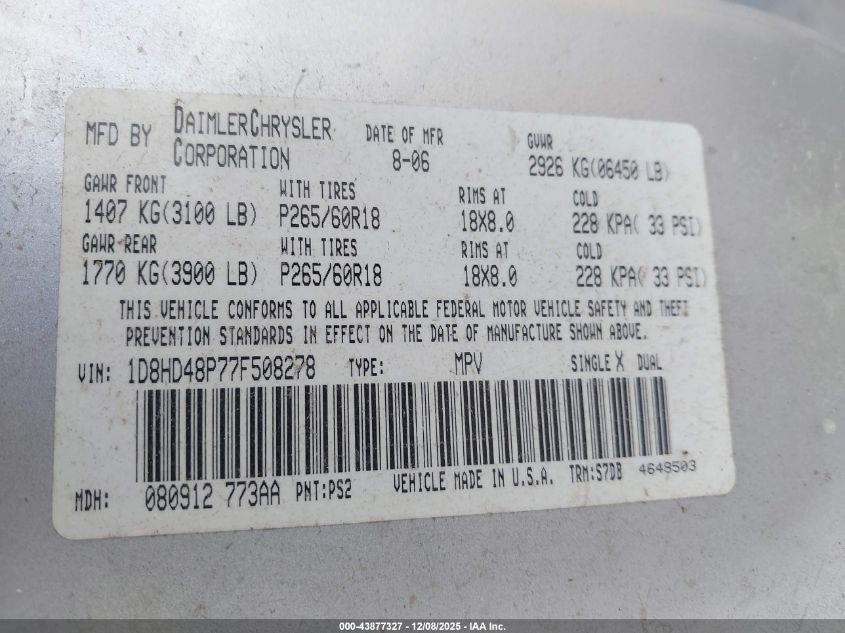 MFD BY DAIMLERCHRYSLER CORPORATION DATE OF MFR 8-06 GVWR 2926 KG(06450 LB)
GAWR FRONT WITH TIRES RIMS AT COLD
1407 KG(3100 LB) P265/60R18 18X8.0 228 KPA( 33 PSI)
GAWR REAR WITH TIRES RIMS AT COLD
1770 KG(3900 LB) P265/60R18 18X8.0 228 KPA( 33 PSI)
THIS VEHICLE CONFORMS TO ALL APPLICABLE FEDERAL MOTOR VEHICLE SAFETY AND THEFT
PREVENTION STANDARDS IN EFFECT ON THE DATE OF MANUFACTURE SHOWN ABOVE.
VIN: 1D8HD48P77F508278 TYPE: MPV SINGLE X DUAL
MDH: 080912 773AA PNT:PS2 VEHICLE MADE IN U.S.A. TRM:S7DB 4649503
000-43877327 • 12/08/2025 • IAA Inc.